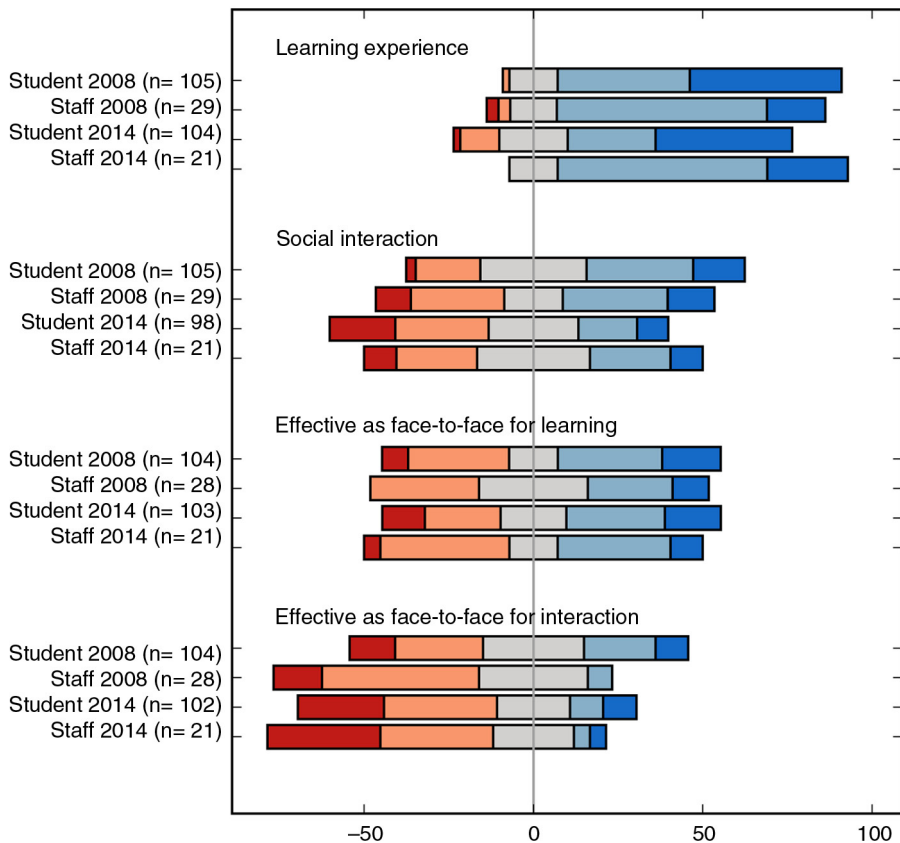 Learning experience
Student 2008 (n= 105)
Staff 2008 (n= 29)
Student 2014 (n= 104)
Staff 2014 (n= 21)
Social interaction
Student 2008 (n= 105)
Staff 2008 (n= 29)
Student 2014 (n= 98)
Staff 2014 (n= 21)
Effective as face-to-face for learning
Student 2008 (n= 104)
Staff 2008 (n= 28)
Student 2014 (n= 103)
Staff 2014 (n= 21)
Effective as face-to-face for interaction
Student 2008 (n= 104)
Staff 2008 (n= 28)
Student 2014 (n= 102)
Staff 2014 (n= 21)
–50 0 50 100